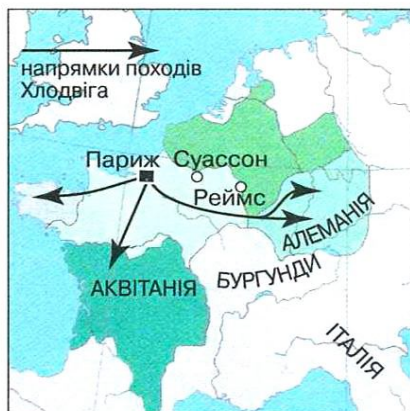 напрямки походів
Хлодвіга
Париж
Суассон
Реймс
АЛЕМАНІЯ
БУРГУНДИ
АКВІТАНІЯ
ІТАЛІЯ